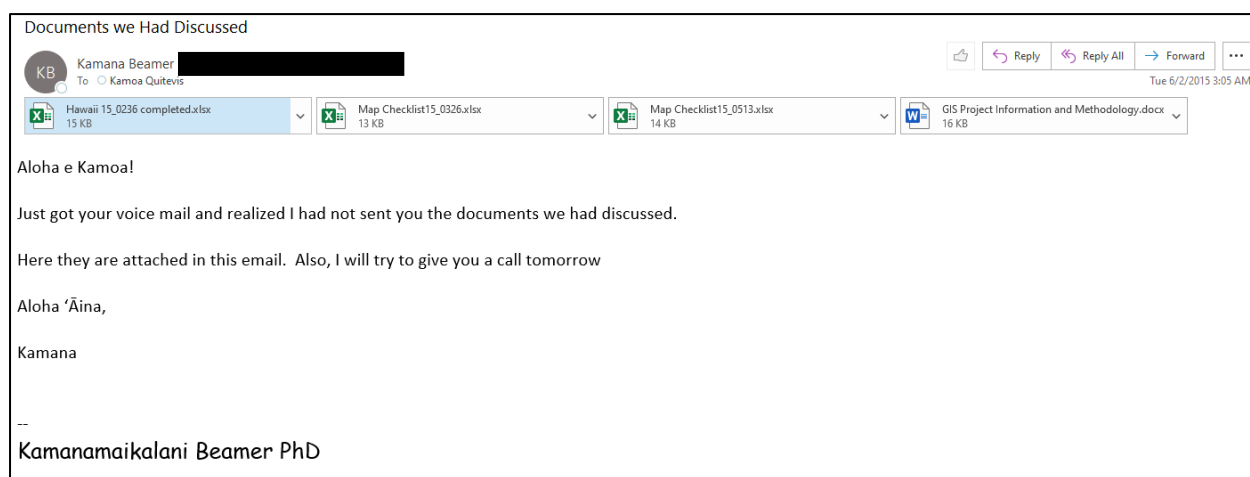 Documents we Had Discussed
KB
Kamana Beamer
To Kamoa Quitevis
Reply
Reply All
Forward
Tue 6/2/2015 3:05 AM
Hawaii 15_0236 completed.xlsx
15 KB
Map Checklist15_0326.xlsx
13 KB
Map Checklist15_0513.xlsx
14 KB
GIS Project Information and Methodology.docx
16 KB
Aloha e Kamoa!
Just got your voice mail and realized I had not sent you the documents we had discussed.
Here they are attached in this email.  Also, I will try to give you a call tomorrow
Aloha ‘Āina,
Kamana
--
Kamanamaikalani Beamer PhD